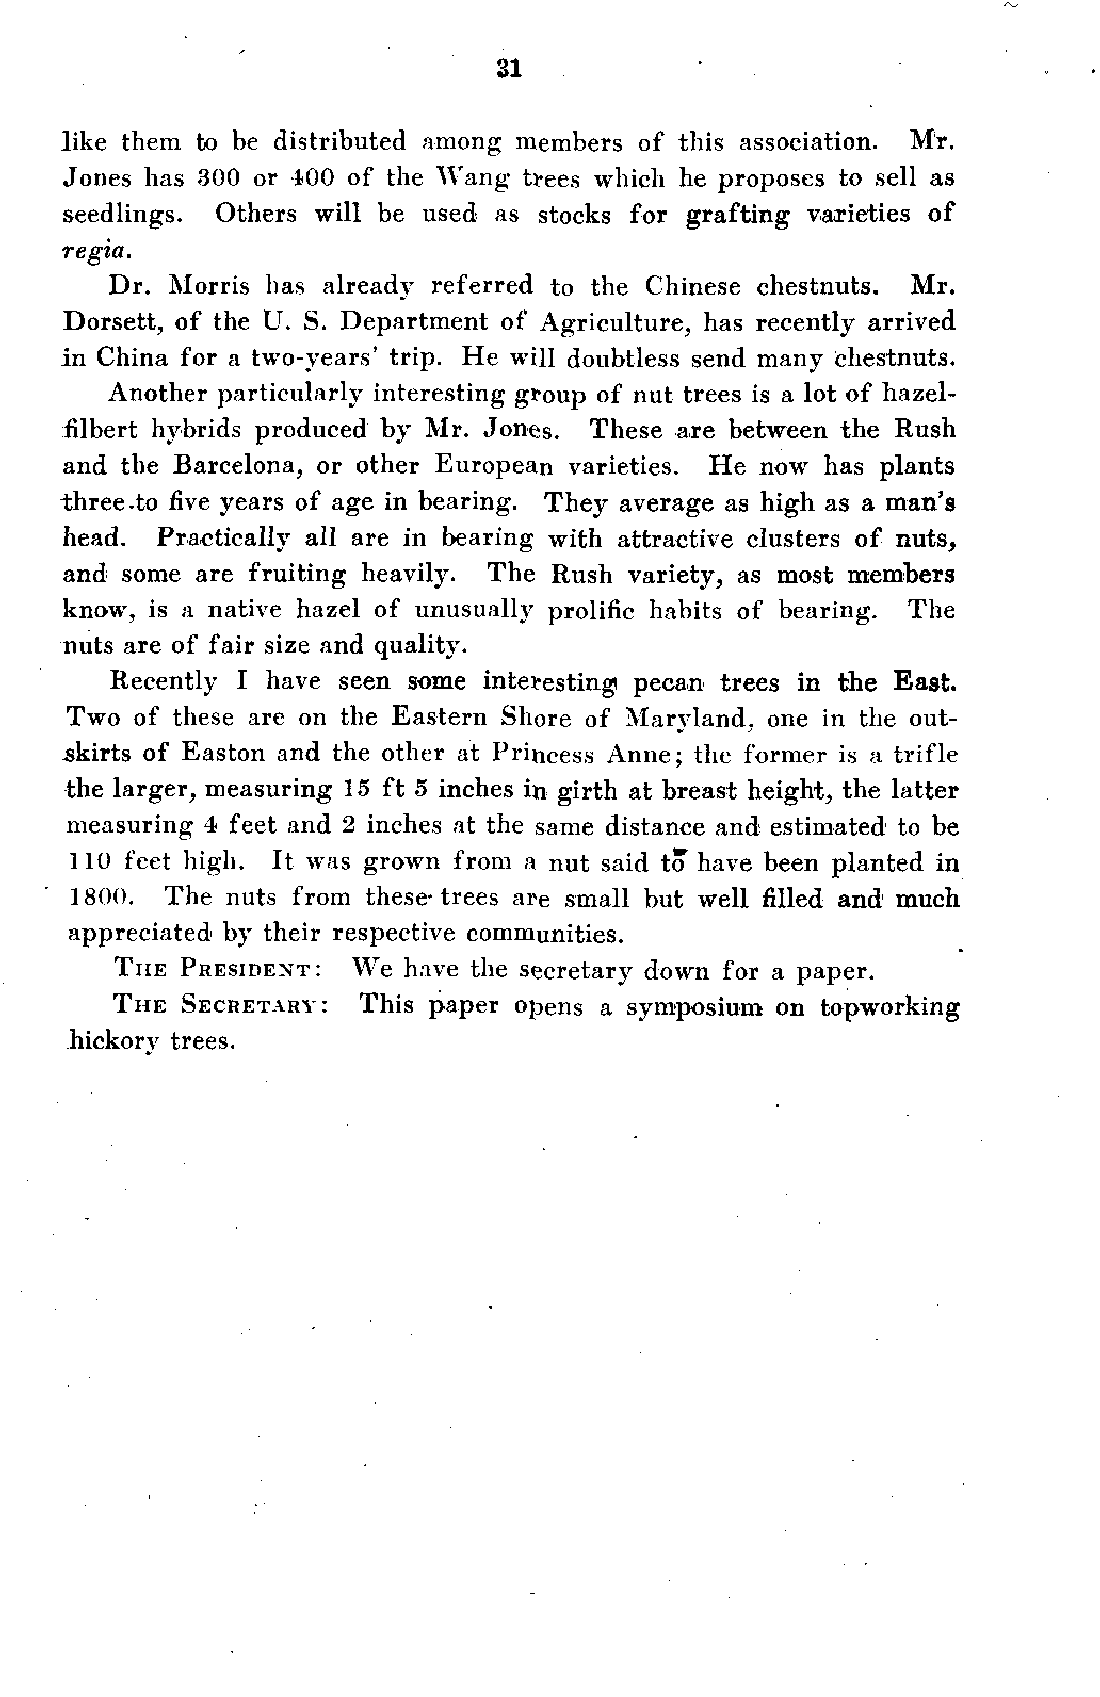 31
like them to be distributed among members of this association. Mr.
Jones has 300 or 400 of the Wang trees which he proposes to sell as
seedlings. Others will be used as stocks for grafting varieties of
regia.
Dr. Morris has already referred to the Chinese chestnuts. Mr.
Dorsett, of the U. S. Department of Agriculture, has recently arrived
in China for a two-years' trip. He will doubtless send many chestnuts.
Another particularly interesting group of nut trees is a lot of hazel-
filbert hybrids produced by Mr. Jones. These are between the Rush
and the Barcelona, or other European varieties. He now has plants
three to five years of age in bearing. They average as high as a man's
head. Practically all are in bearing with attractive clusters of nuts,
and some are fruiting heavily. The Rush variety, as most members
know, is a native hazel of unusually prolific habits of bearing. The
nuts are of fair size and quality.
Recently I have seen some interesting pecan trees in the East.
Two of these are on the Eastern Shore of Maryland, one in the out-
skirts of Easton and the other at Princess Anne; the former is a trifle
the larger, measuring 15 ft 5 inches in girth at breast height, the latter
measuring 4 feet and 2 inches at the same distance and estimated to be
110 feet high. It was grown from a nut said to have been planted in
1800. The nuts from these trees are small but well filled and much
appreciated by their respective communities.
THE PRESIDENT: We have the secretary down for a paper.
THE SECRETARY: This paper opens a symposium on topworking
hickory trees.